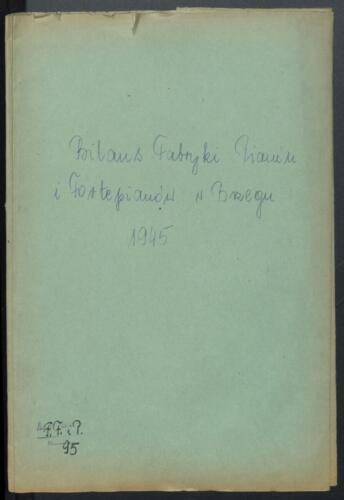 Bilans Fabryki Pianin
i Fortepianów w Brzegu
1945
F.F. i P.
95